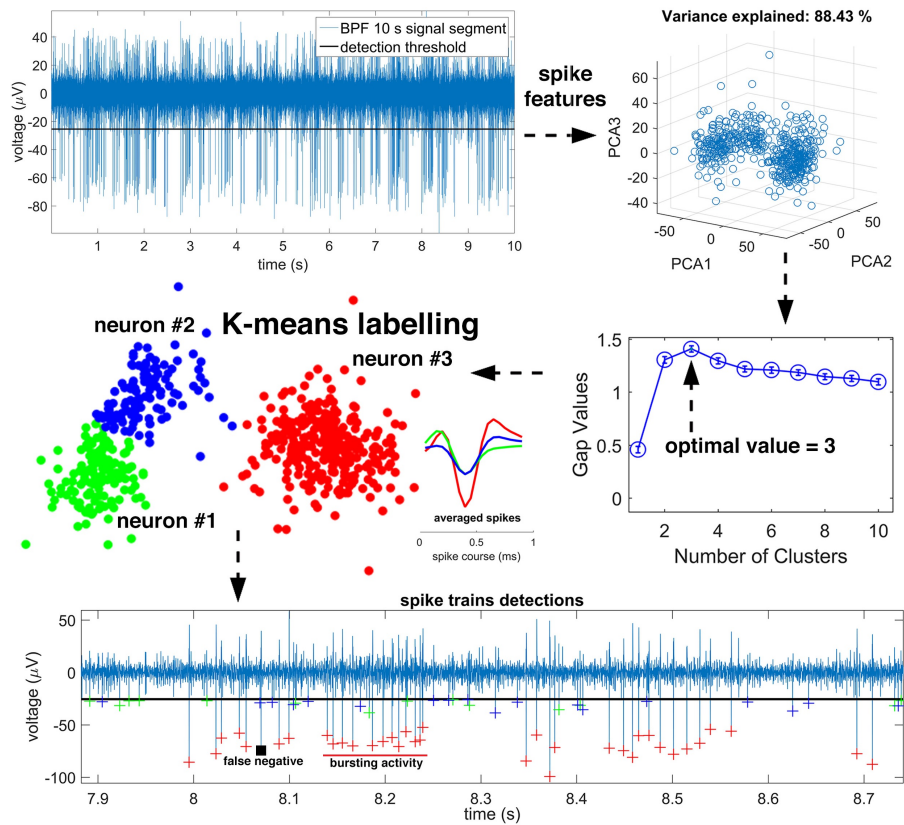 BPF 10 s signal segment
detection threshold
voltage (μV)
40
20
0
-20
-40
-60
-80
1 2 3 4 5 6 7 8 9 10
time (s)
spike
features
Variance explained: 88.43 %
PCA3
60
40
20
0
-20
-40
-50 0 50
PCA1
-50 0 50
PCA2
K-means labelling
neuron #2
neuron #3
neuron #1
averaged spikes
0 0.5 1
spike course (ms)
Gap Values
1.5
1
0.5
0
optimal value = 3
2 4 6 8 10
Number of Clusters
spike trains detections
voltage (μV)
50
0
-50
-100
false negative
bursting activity
7.9 8 8.1 8.2 8.3 8.4 8.5 8.6 8.7
time (s)